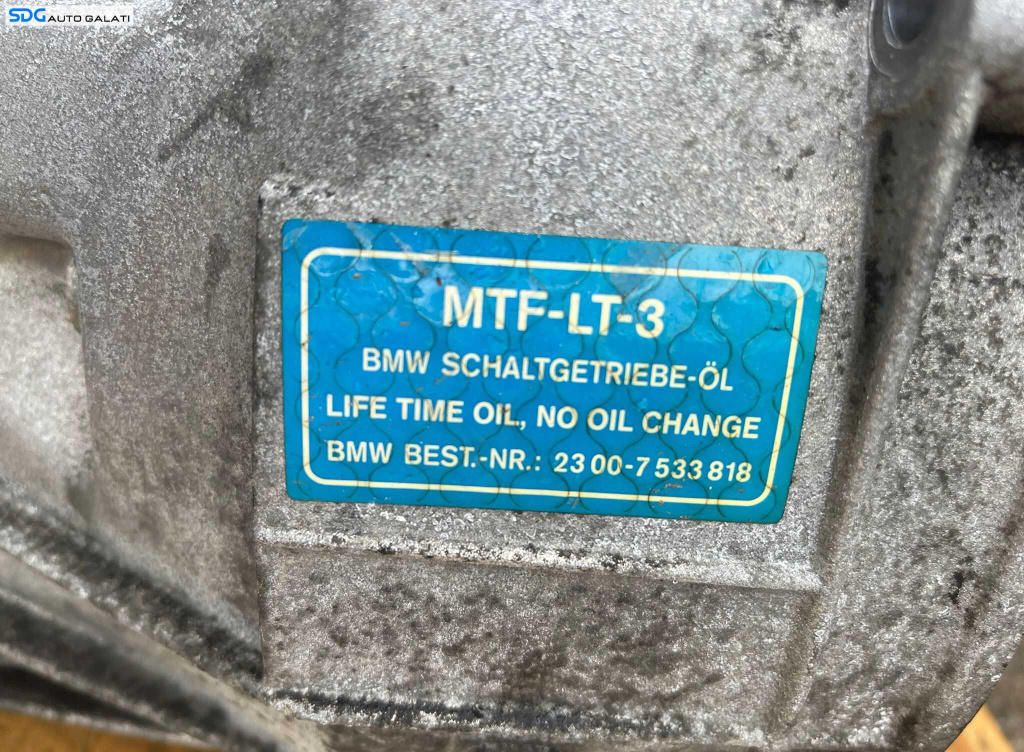 SDG AUTO GALATI
MTF-LT-3
BMW SCHALTGETRIEBE-ÖL
LIFE TIME OIL, NO OIL CHANGE
BMW BEST.-NR.: 23 00-7 533 818